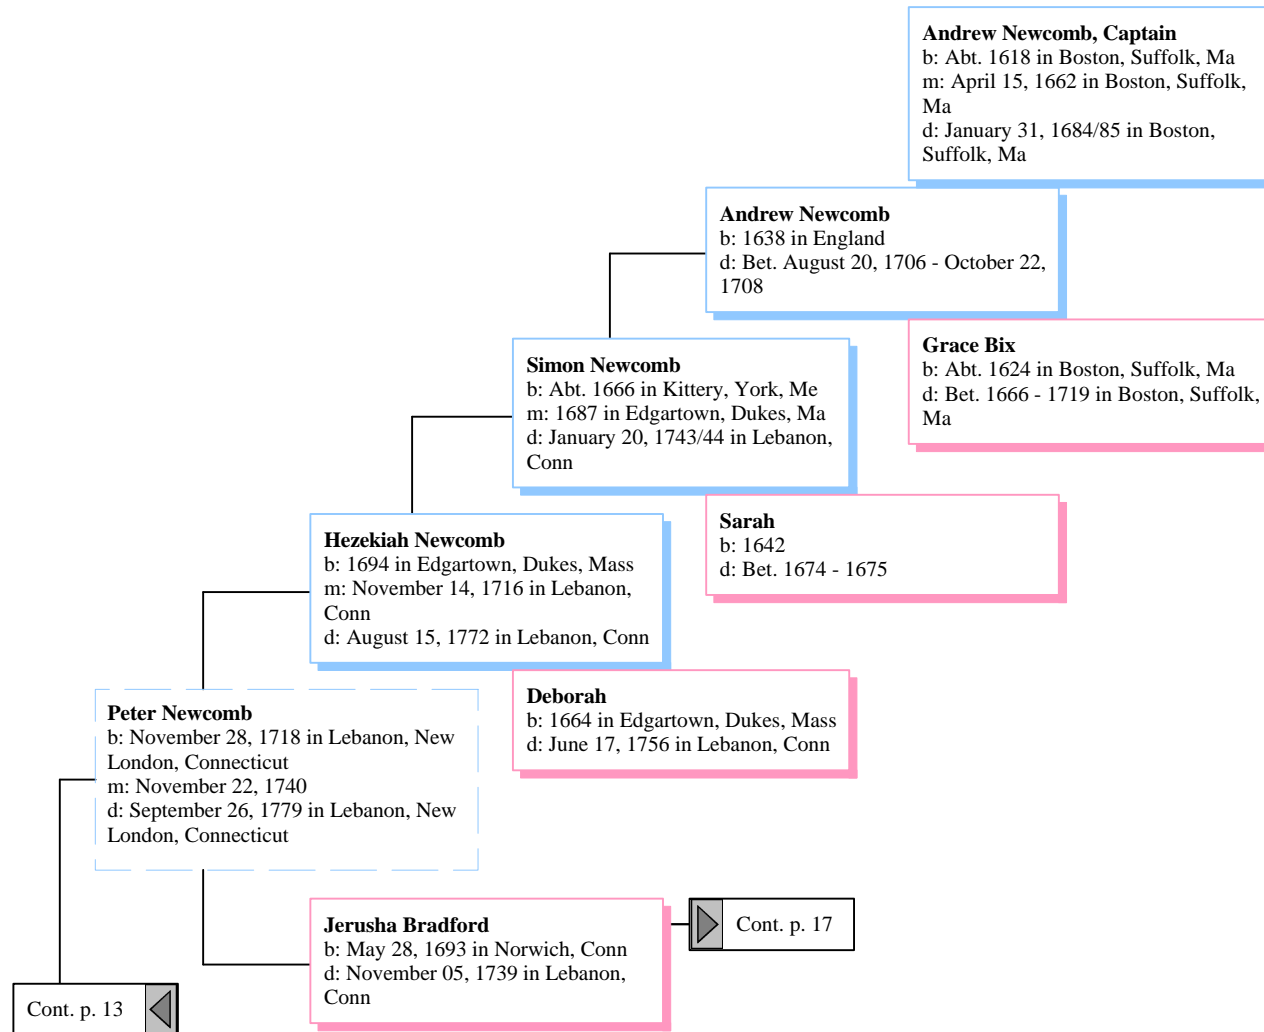 Andrew Newcomb, Captain
b: Abt. 1618 in Boston, Suffolk, Ma
m: April 15, 1662 in Boston, Suffolk,
Ma
d: January 31, 1684/85 in Boston,
Suffolk, Ma
Andrew Newcomb
b: 1638 in England
d: Bet. August 20, 1706 - October 22,
1708
Grace Bix
b: Abt. 1624 in Boston, Suffolk, Ma
d: Bet. 1666 - 1719 in Boston, Suffolk,
Ma
Simon Newcomb
b: Abt. 1666 in Kittery, York, Me
m: 1687 in Edgartown, Dukes, Ma
d: January 20, 1743/44 in Lebanon,
Conn
Sarah
b: 1642
d: Bet. 1674 - 1675
Hezekiah Newcomb
b: 1694 in Edgartown, Dukes, Mass
m: November 14, 1716 in Lebanon,
Conn
d: August 15, 1772 in Lebanon, Conn
Deborah
b: 1664 in Edgartown, Dukes, Mass
d: June 17, 1756 in Lebanon, Conn
Peter Newcomb
b: November 28, 1718 in Lebanon, New
London, Connecticut
m: November 22, 1740
d: September 26, 1779 in Lebanon, New
London, Connecticut
Jerusha Bradford
b: May 28, 1693 in Norwich, Conn
d: November 05, 1739 in Lebanon,
Conn
Cont. p. 17
Cont. p. 13